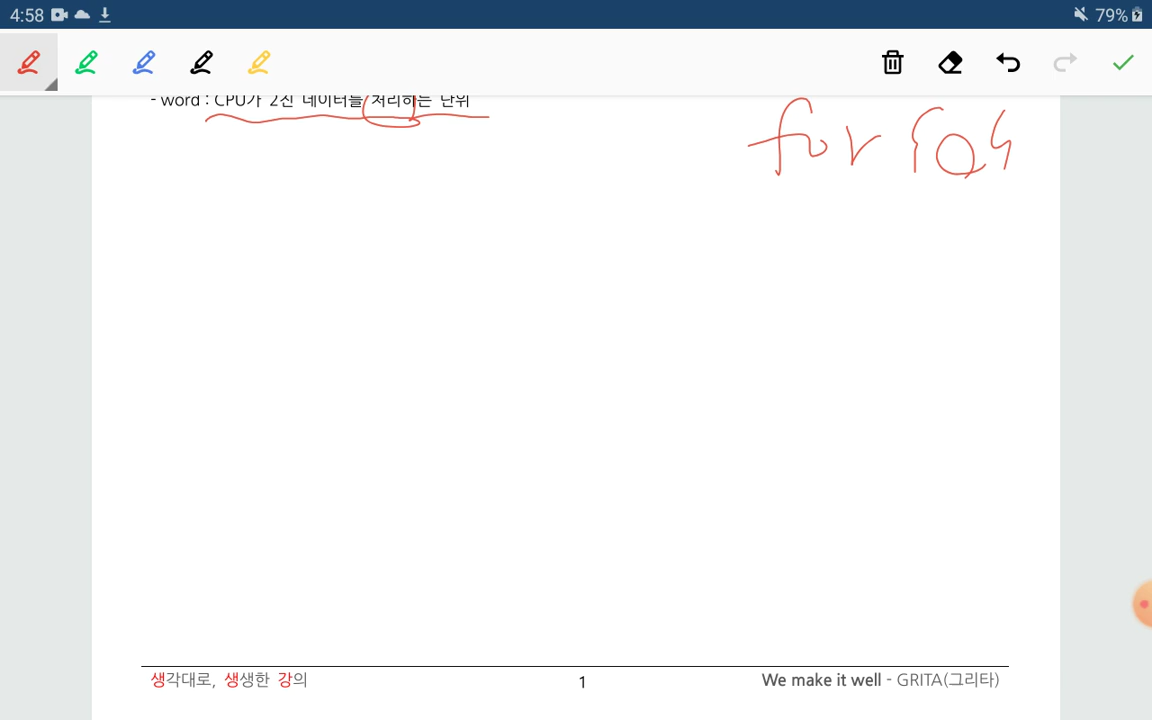 4:58
79%
- word : CPU가 2진 데이터를 처리하는 단위
for
생각대로, 생생한 강의
1
We make it well - GRITA(그리타)